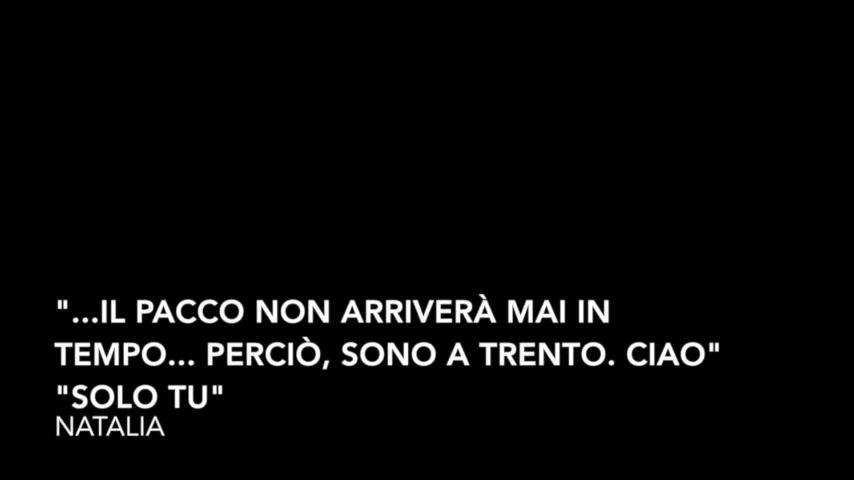 "...IL PACCO NON ARRIVERÀ MAI IN
TEMPO... PERCIÒ, SONO A TRENTO. CIAO"
"SOLO TU"
NATALIA